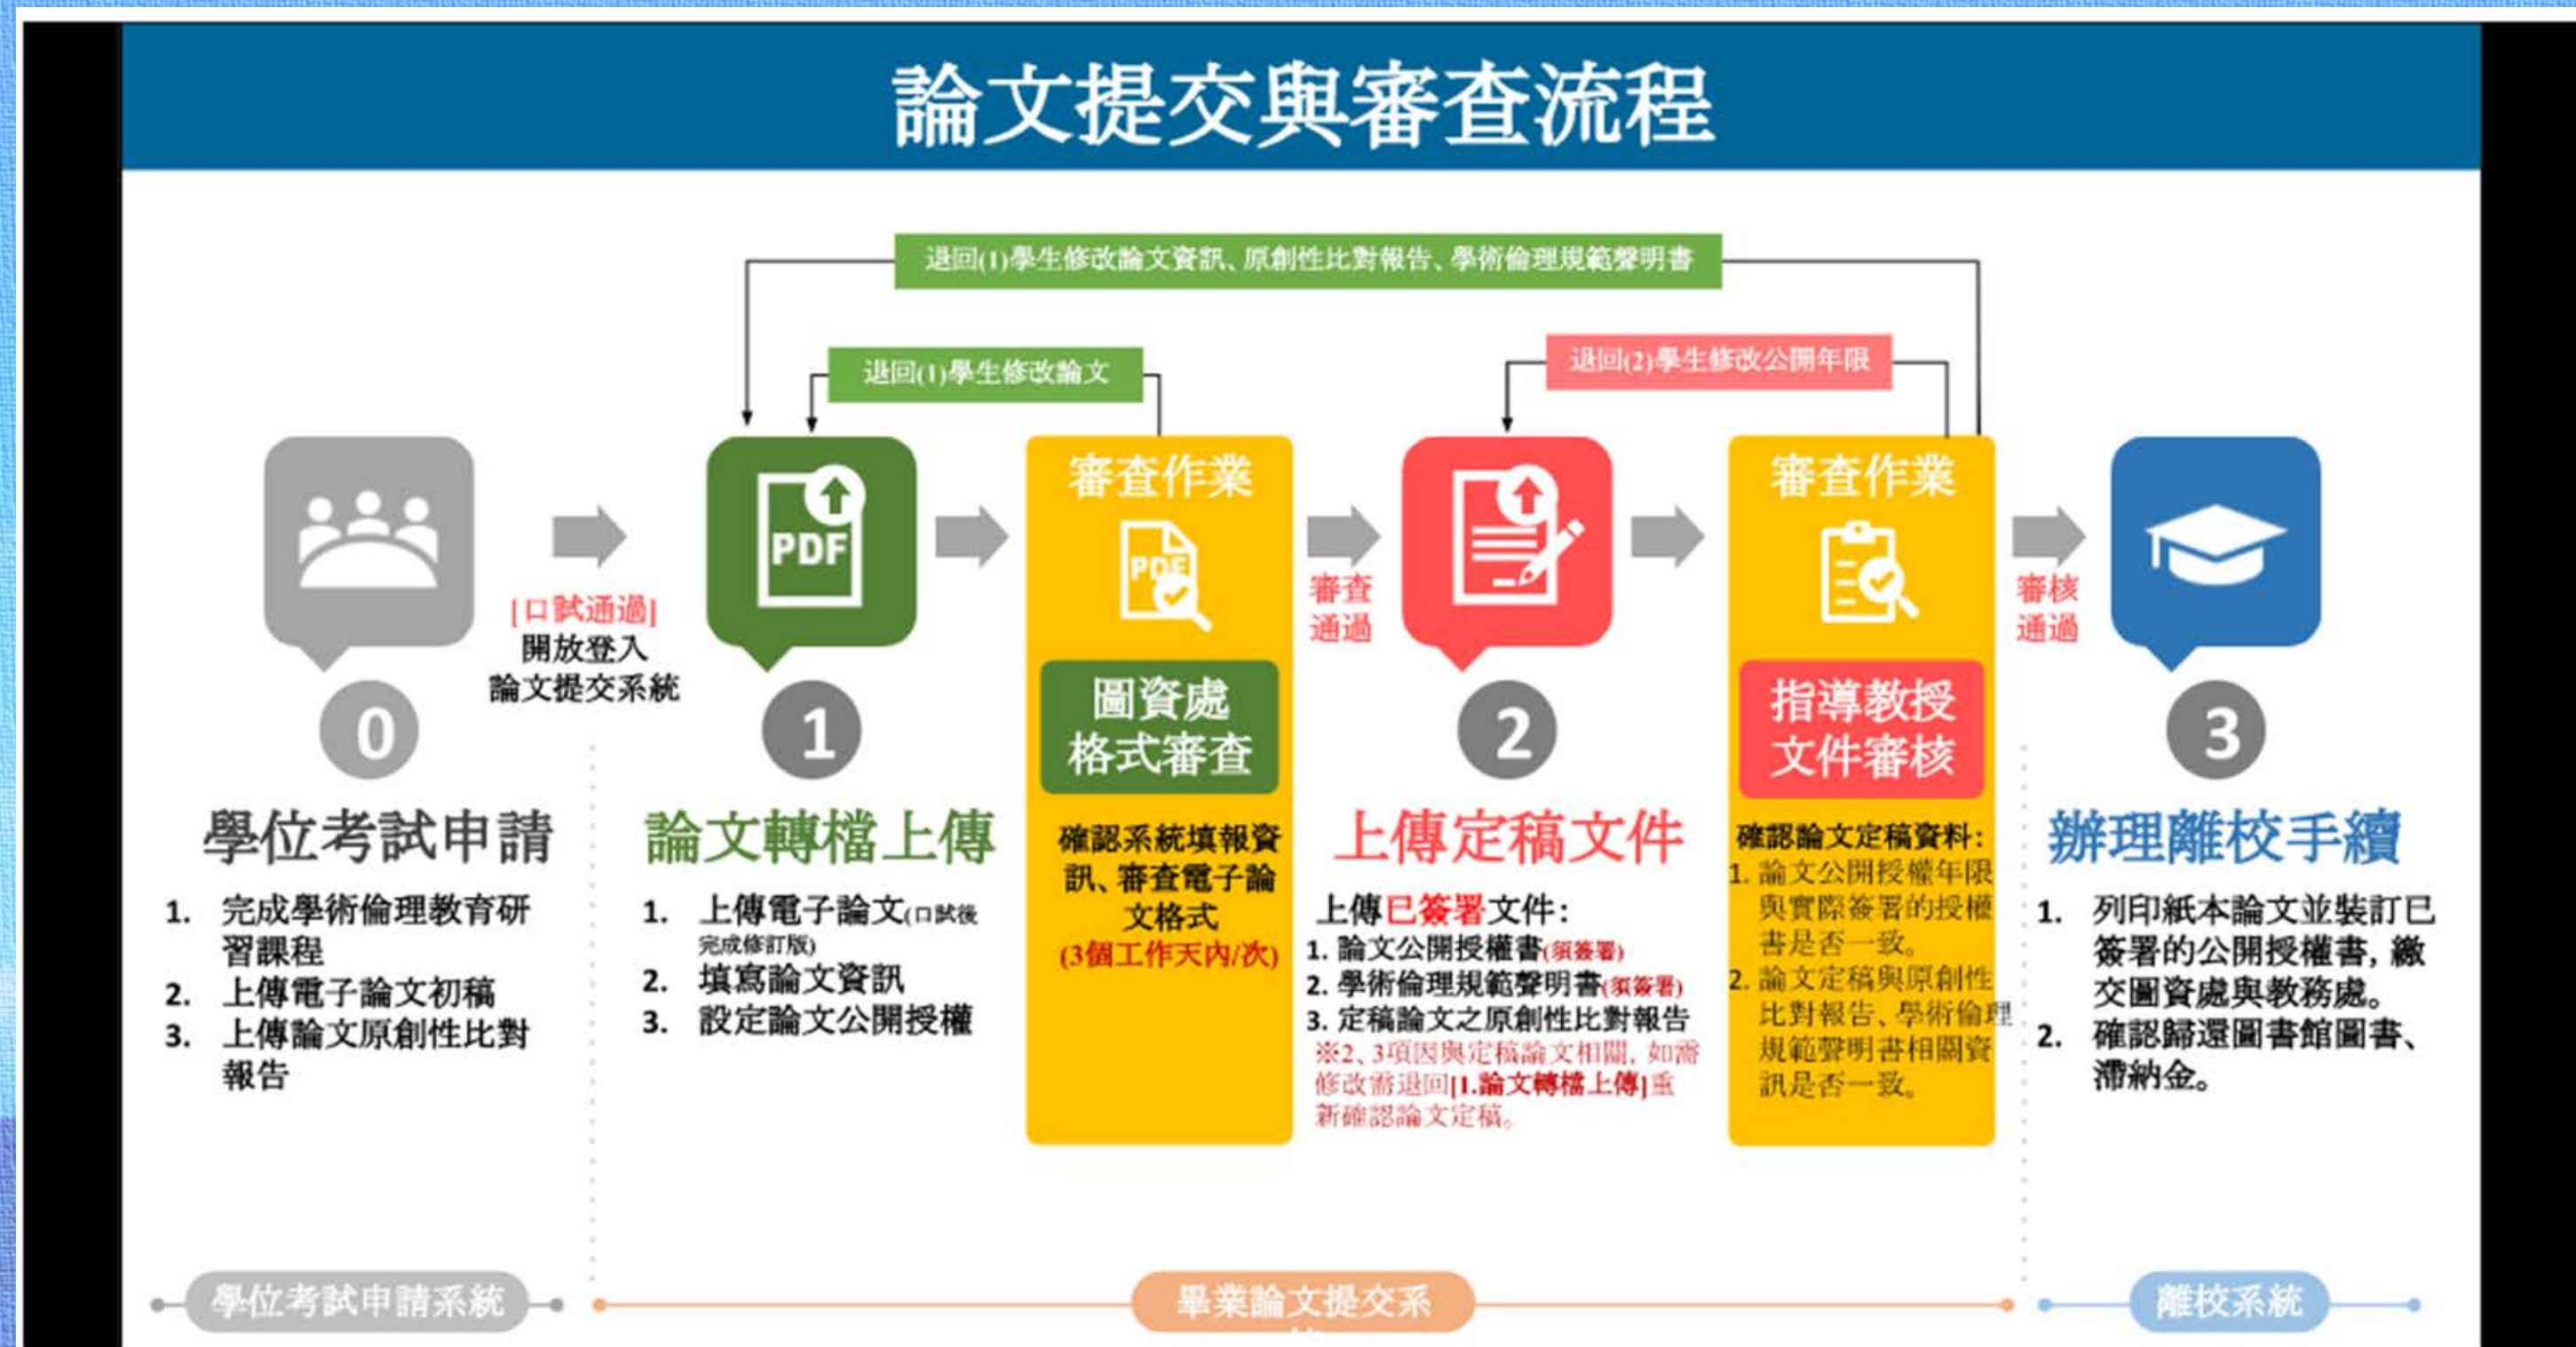 論文提交與審查流程
退回(1)學生修改論文資訊、原創性比對報告、學術倫理規範聲明書
退回(1)學生修改論文
退回(2)學生修改公開年限
[口試通過]
開放登入
論文提交系統
PDF
審查作業
PDF
圖資處
格式審查
審查
通過
審查作業
指導教授
文件審核
審核
通過
0
學位考試申請
1. 完成學術倫理教育研
習課程
2. 上傳電子論文初稿
3. 上傳論文原創性比對
報告
1
論文轉檔上傳
1. 上傳電子論文(口試後
完成修訂版)
2. 填寫論文資訊
3. 設定論文公開授權
確認系統填報資
訊、審查電子論
文格式
(3個工作天內/次)
2
上傳定稿文件
上傳已簽署文件：
1. 論文公開授權書(須簽署)
2. 學術倫理規範聲明書(須簽署)
3. 定稿論文之原創性比對報告
※2、3項因與定稿論文相關, 如需
修改需退回[1.論文轉檔上傳]重
新確認論文定稿。
確認論文定稿資料：
1. 論文公開授權年限
與實際簽署的授權
書是否一致。
2. 論文定稿與原創性
比對報告、學術倫理
規範聲明書相關資
訊是否一致。
3
辦理離校手續
1. 列印紙本論文並裝訂已
簽署的公開授權書, 繳
交圖資處與教務處。
2. 確認歸還圖書館圖書、
滯納金。
學位考試申請系統
畢業論文提交系
離校系統